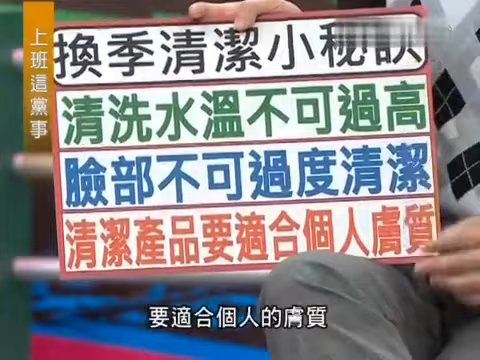 上班這黨事
換季清潔小秘訣
清洗水溫不可過高
臉部不可過度清潔
清潔產品要適合個人膚質
要適合個人的膚質